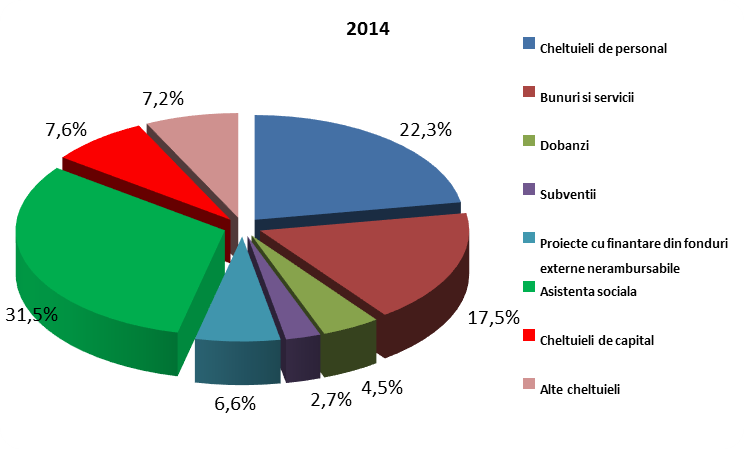 2014
7,2%
7,6%
22,3%
31,5%
17,5%
4,5%
2,7%
6,6%
Cheltuieli de personal
Bunuri si servicii
Dobanzi
Subventii
Proiecte cu finantare din fonduri
externe nerambursabile
Asistenta sociala
Cheltuieli de capital
Alte cheltuieli